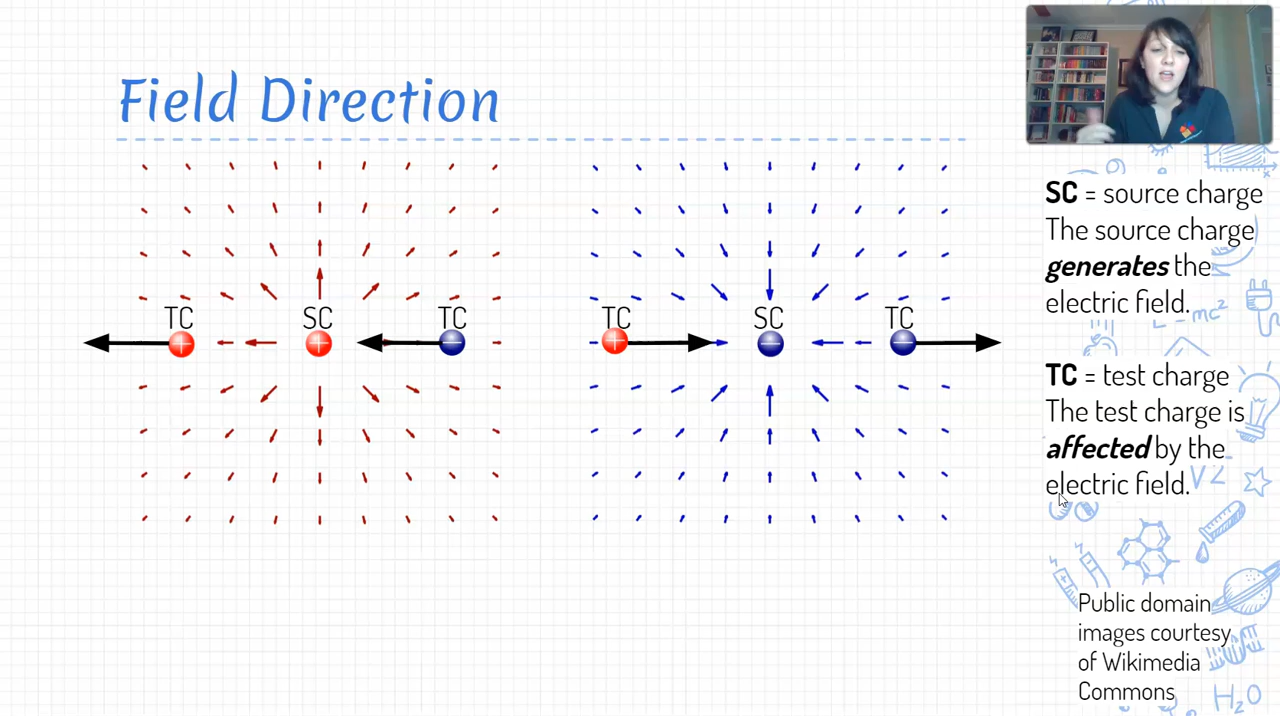 Field Direction
TC
SC
TC
TC
SC
TC
SC = source charge
The source charge
generates the
electric field.
TC = test charge
The test charge is
affected by the
electric field.
Public domain
images courtesy
of Wikimedia
Commons
H₂O